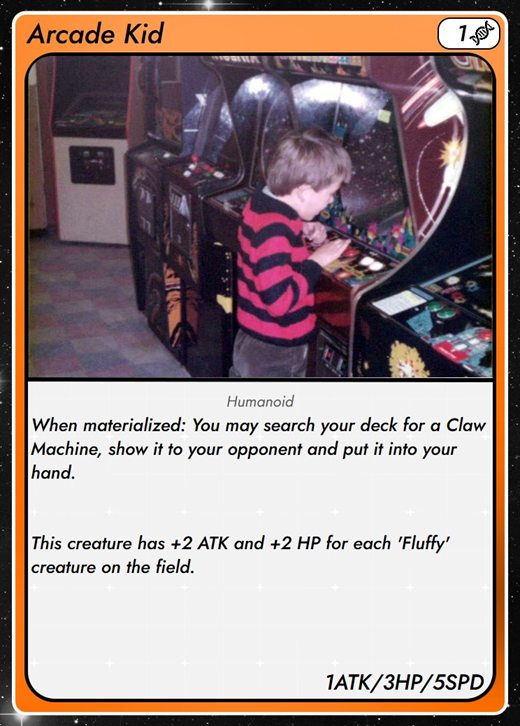 Arcade Kid
1
Humanoid
When materialized: You may search your deck for a Claw
Machine, show it to your opponent and put it into your
hand.
This creature has +2 ATK and +2 HP for each 'Fluffy'
creature on the field.
1ATK/3HP/5SPD